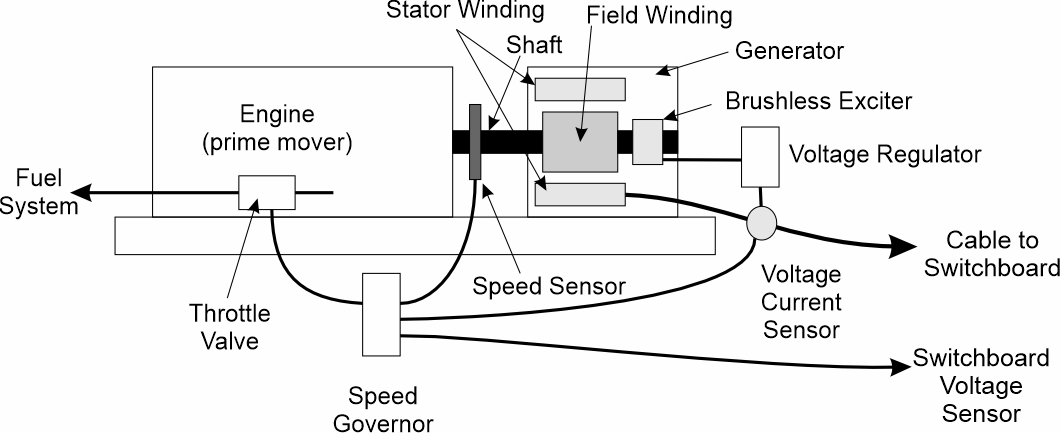 Stator Winding
Field Winding
Shaft
Generator
Engine
(prime mover)
Brushless Exciter
Voltage Regulator
Fuel
System
Cable to
Switchboard
Speed Sensor
Voltage
Current
Sensor
Throttle
Valve
Switchboard
Voltage
Sensor
Speed
Governor